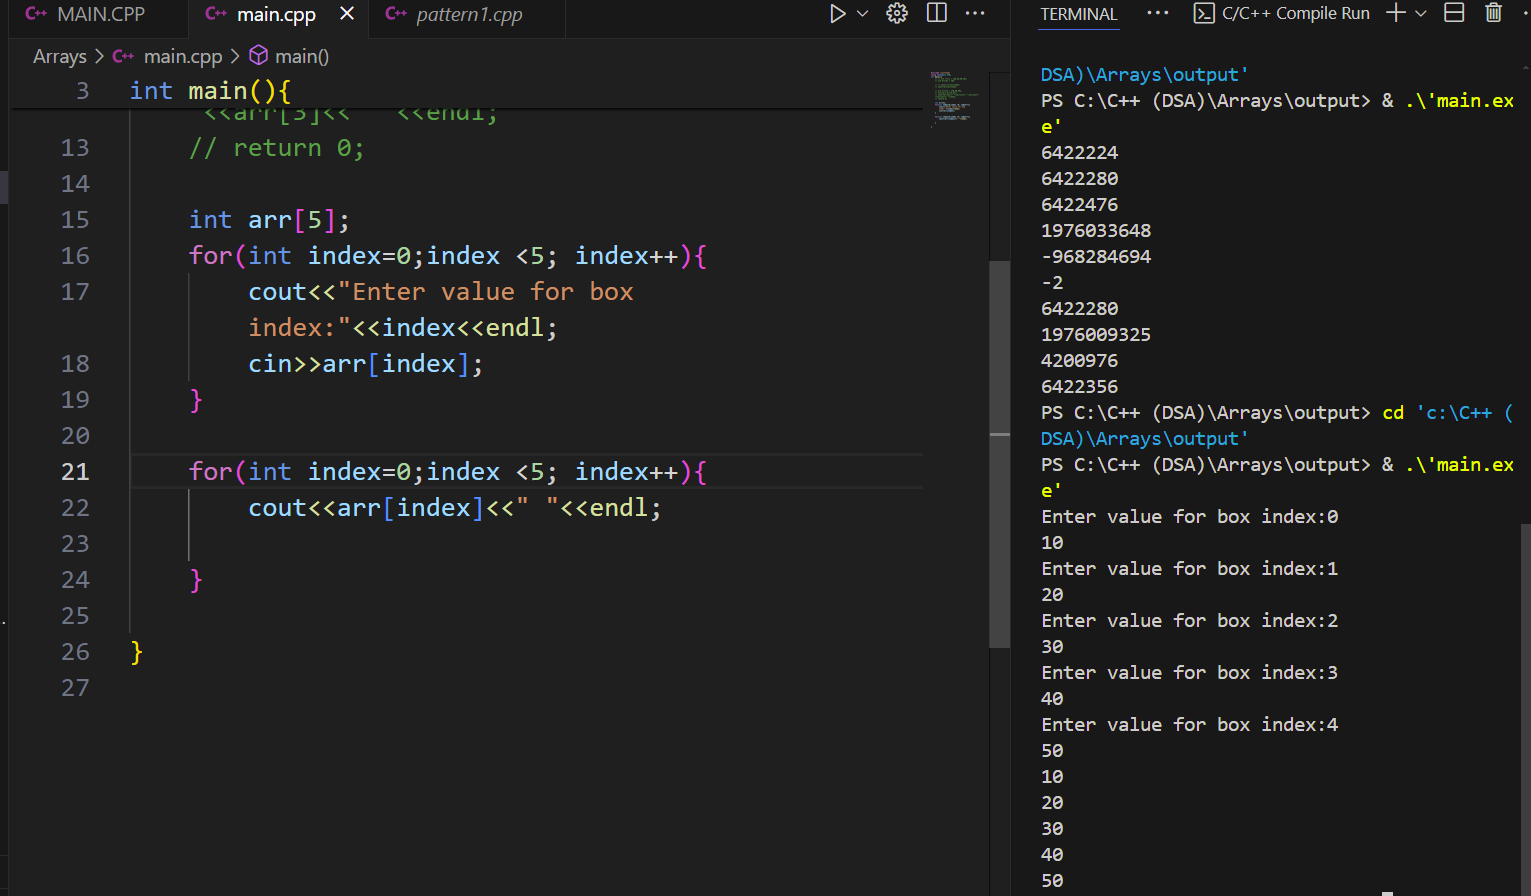 MAIN.CPP
main.cpp
pattern1.cpp
Arrays > main.cpp > main()
3 int main(){
<<arr[3]<<" "<<endl;
13 // return 0;
14
15 int arr[5];
16 for(int index=0;index <5; index++){
17 cout<<"Enter value for box
index:"<<index<<endl;
18 cin>>arr[index];
19 }
20
21 for(int index=0;index <5; index++){
22 cout<<arr[index]<<" "<<endl;
23
24 }
25
26 }
27
TERMINAL ... C/C++ Compile Run
DSA)\Arrays\output'
PS C:\C++ (DSA)\Arrays\output> & .\'main.ex
e'
6422224
6422280
6422476
1976033648
-968284694
-2
6422280
1976009325
4200976
6422356
PS C:\C++ (DSA)\Arrays\output> cd 'c:\C++ (
DSA)\Arrays\output'
PS C:\C++ (DSA)\Arrays\output> & .\'main.ex
e'
Enter value for box index:0
10
Enter value for box index:1
20
Enter value for box index:2
30
Enter value for box index:3
40
Enter value for box index:4
50
10
20
30
40
50